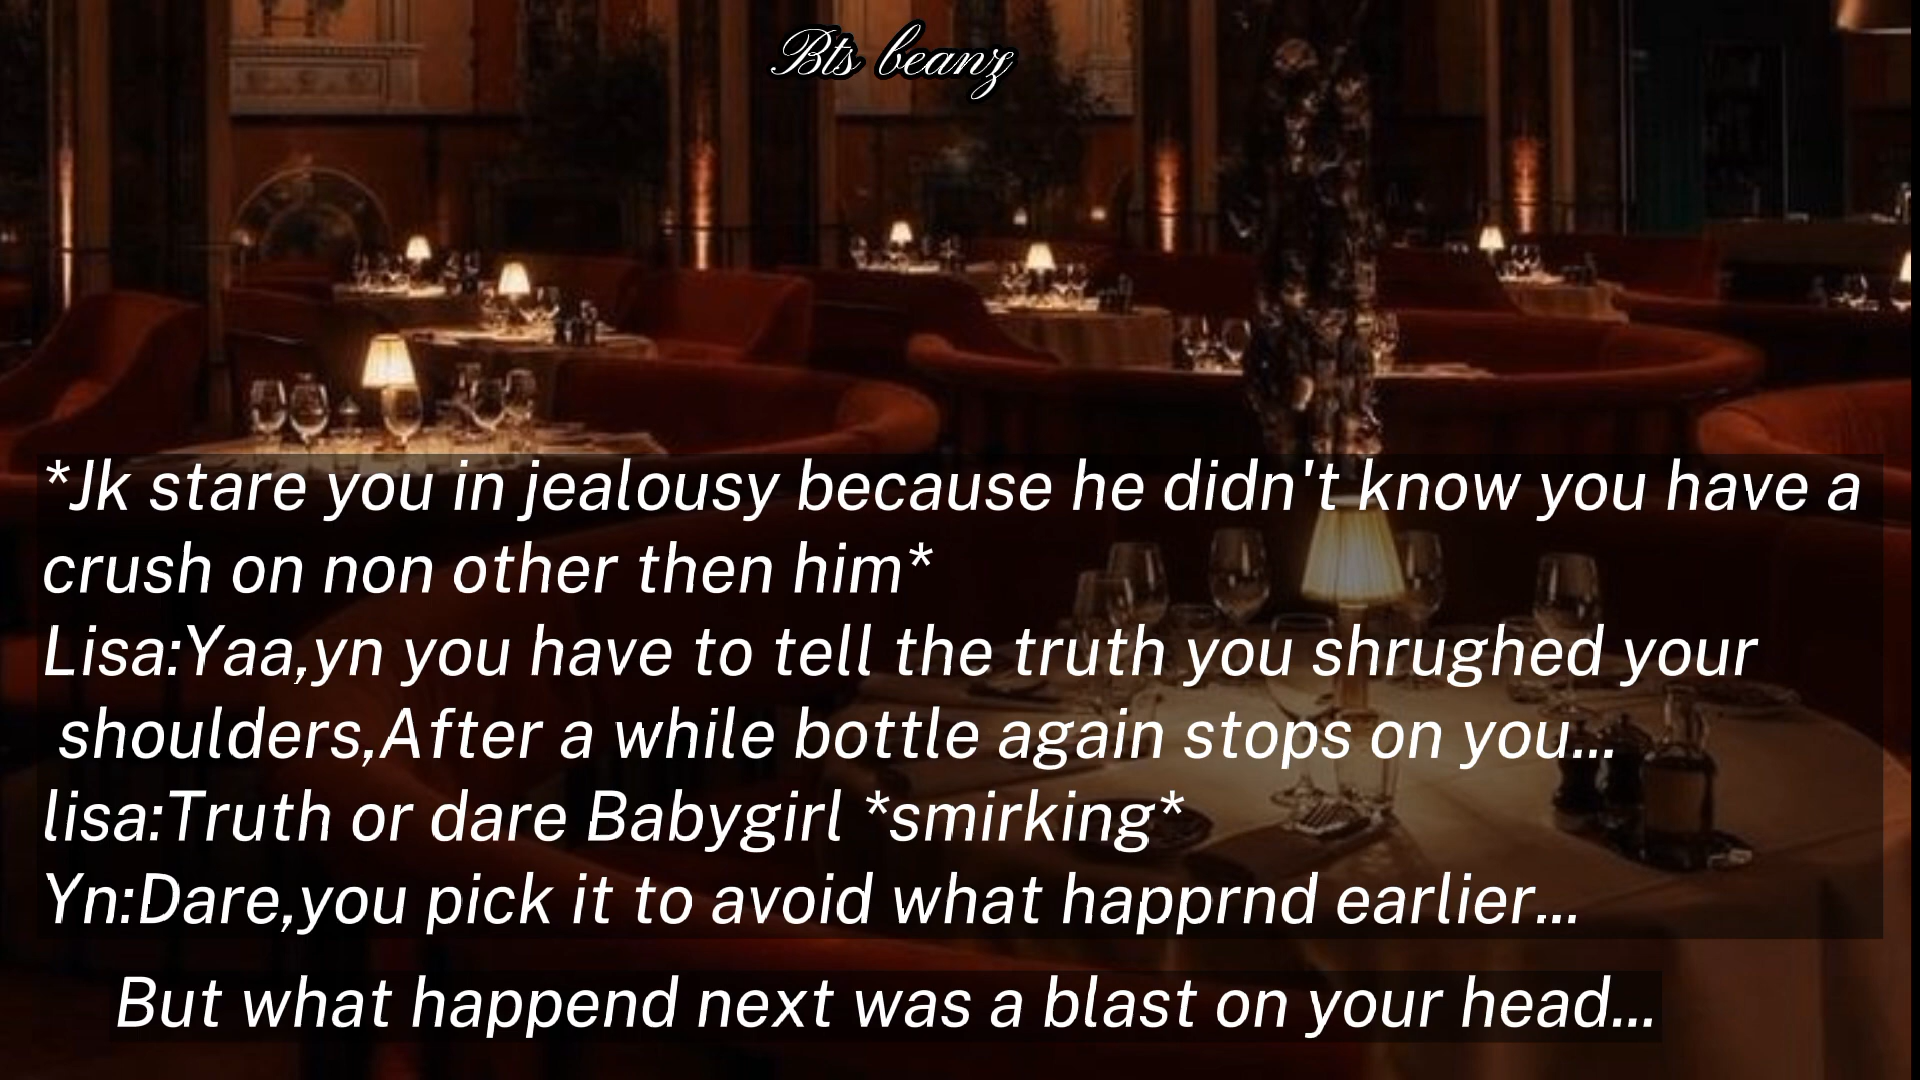 Bts beanz
*Jk stare you in jealousy because he didn't know you have a
crush on non other then him*
Lisa:Yaa,yn you have to tell the truth you shrughed your
shoulders,After a while bottle again stops on you...
lisa:Truth or dare Babygirl *smirking*
Yn:Dare,you pick it to avoid what happrnd earlier...
But what happend next was a blast on your head...